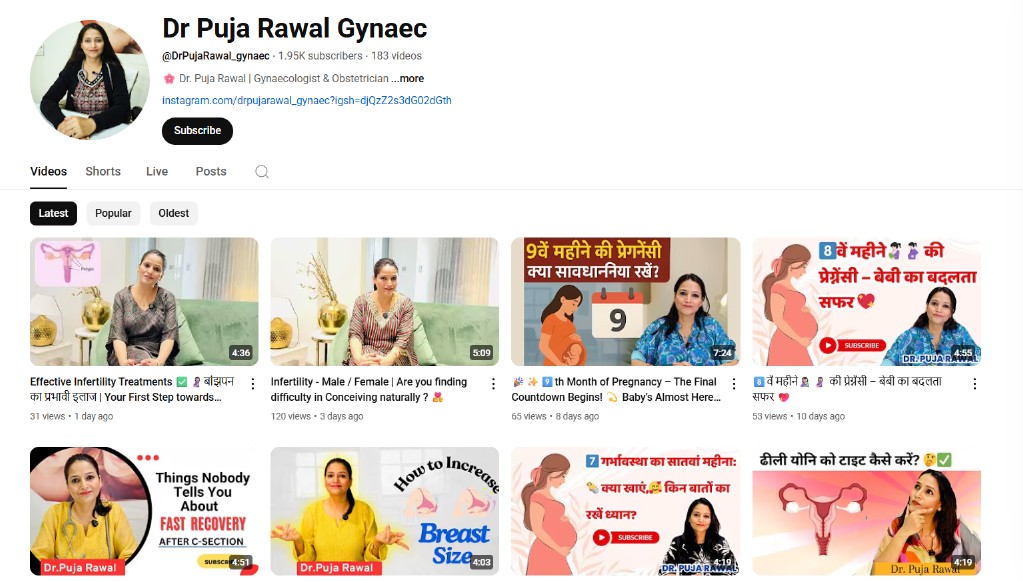 Dr Puja Rawal Gynaec
@DrPujaRawal_gynaec · 1.95K subscribers · 183 videos
🌸 Dr. Puja Rawal | Gynaecologist & Obstetrician ...more
instagram.com/drpujarawal_gynaec?igsh=djQzZ2s3dG02dGth
Subscribe
Videos Shorts Live Posts
Latest Popular Oldest
4:36
5:09
9वें महीने की प्रेगनेंसी
क्या सावधानिया रखें?
9
7:24
8वें महीने🤰🏻🤰 की
प्रेग्नेंसी – बेबी का बदलता
सफर 💖
SUBSCRIBE
DR. PUJA RAWAL
4:55
Effective Infertility Treatments ✅ 🤰 बांझपन
का प्रभावी इलाज | Your First Step towards...
31 views • 1 day ago
Infertility - Male / Female | Are you finding
difficulty in Conceiving naturally ? 👩‍❤️‍👨
120 views • 3 days ago
🎉 ✨ 9️⃣ th Month of Pregnancy – The Final
Countdown Begins! 💫 Baby's Almost Here...
65 views • 8 days ago
8️⃣ वें महीने 🤰🏻 🤰 की प्रेग्नेंसी – बेबी का बदलता
सफर 💖
53 views • 10 days ago
Things Nobody
Tells You
About
FAST RECOVERY
AFTER C-SECTION
Dr.Puja Rawal
4:51
How to Increase
Breast
Size
Dr.Puja Rawal
4:03
7 गर्भावस्था का सातवां महीना:
क्या खाएं,🥰 किन बातों का
रखें ध्यान?
SUBSCRIBE
DR. PUJA RAWAL
4:19
ढीली योनि को टाइट कैसे करें? 🤔✅
Dr. Puja Rawal
4:19